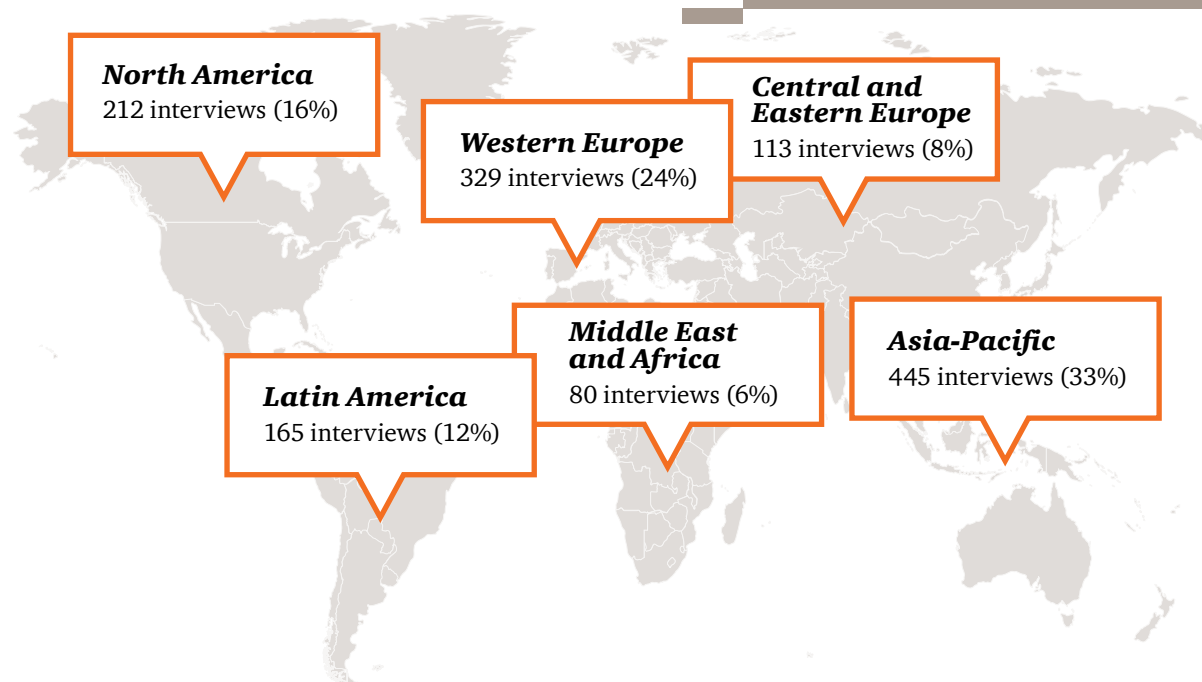 North America
212 interviews (16%)
Western Europe
329 interviews (24%)
Central and
Eastern Europe
113 interviews (8%)
Latin America
165 interviews (12%)
Middle East
and Africa
80 interviews (6%)
Asia-Pacific
445 interviews (33%)